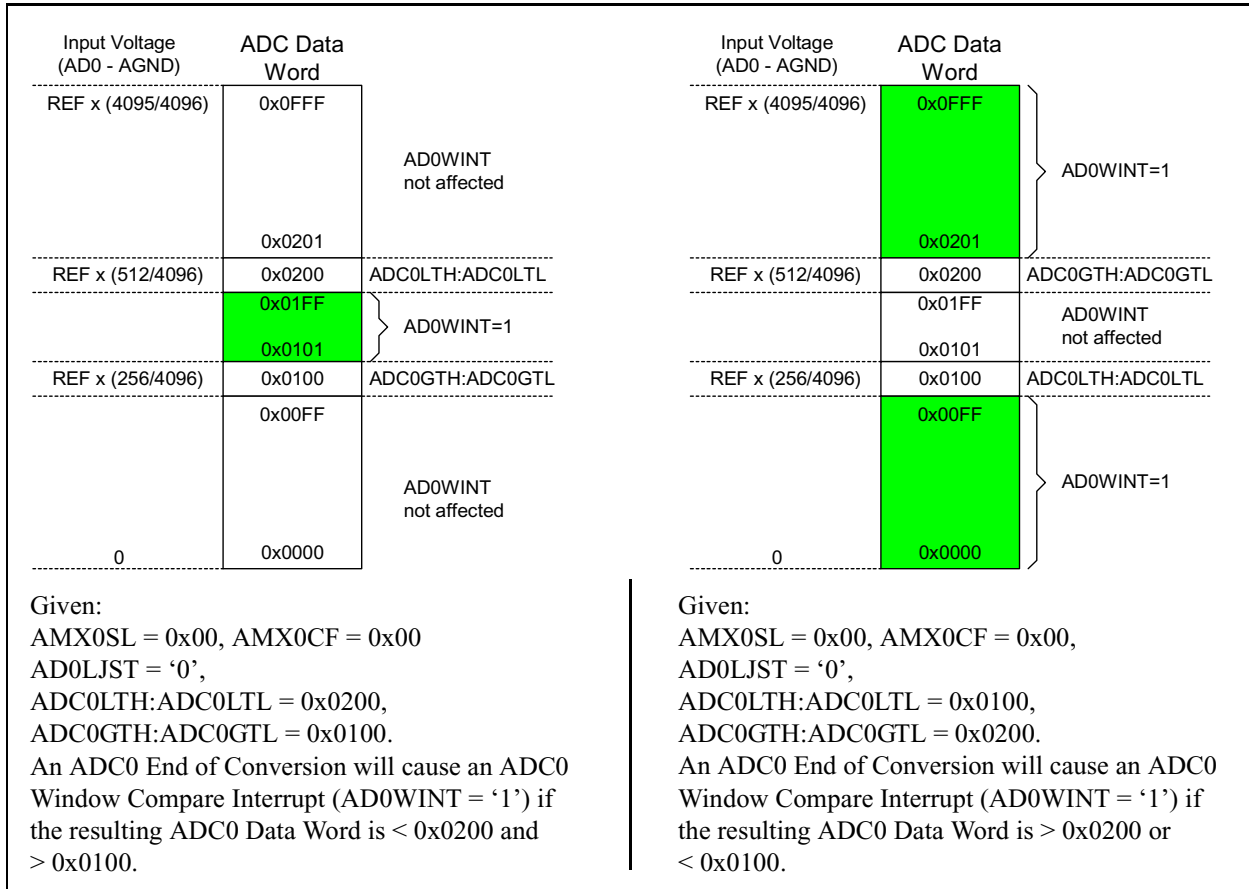 Input Voltage
(AD0 - AGND)
ADC Data
Word
REF x (4095/4096)
0x0FFF
AD0WINT
not affected
0x0201
REF x (512/4096)
0x0200
ADC0LTH:ADC0LTL
0x01FF
AD0WINT=1
0x0101
REF x (256/4096)
0x0100
ADC0GTH:ADC0GTL
0x00FF
AD0WINT
not affected
0
0x0000
Given:
AMX0SL = 0x00, AMX0CF = 0x00
AD0LJST = ‘0’,
ADC0LTH:ADC0LTL = 0x0200,
ADC0GTH:ADC0GTL = 0x0100.
An ADC0 End of Conversion will cause an ADC0
Window Compare Interrupt (AD0WINT = ‘1’) if
the resulting ADC0 Data Word is < 0x0200 and
> 0x0100.
Input Voltage
(AD0 - AGND)
ADC Data
Word
REF x (4095/4096)
0x0FFF
AD0WINT=1
0x0201
REF x (512/4096)
0x0200
ADC0GTH:ADC0GTL
0x01FF
AD0WINT
not affected
0x0101
REF x (256/4096)
0x0100
ADC0LTH:ADC0LTL
0x00FF
AD0WINT=1
0
0x0000
Given:
AMX0SL = 0x00, AMX0CF = 0x00,
AD0LJST = ‘0’,
ADC0LTH:ADC0LTL = 0x0100,
ADC0GTH:ADC0GTL = 0x0200.
An ADC0 End of Conversion will cause an ADC0
Window Compare Interrupt (AD0WINT = ‘1’) if
the resulting ADC0 Data Word is > 0x0200 or
< 0x0100.